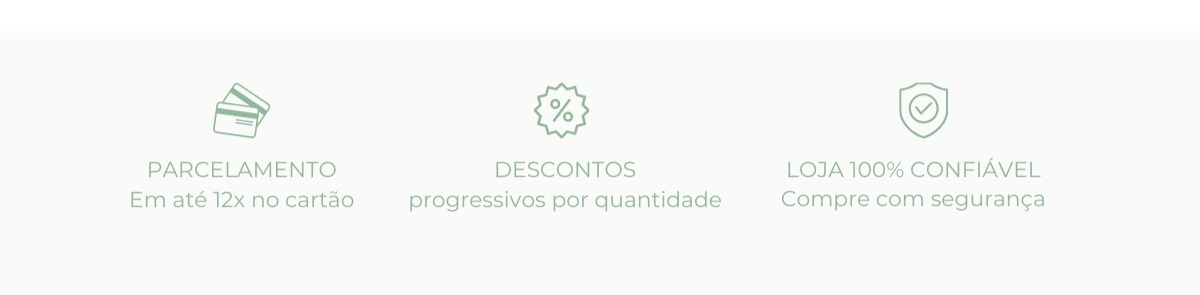 PARCELAMENTO
Em até 12x no cartão
DESCONTOS
progressivos por quantidade
LOJA 100% CONFIÁVEL
Compre com segurança